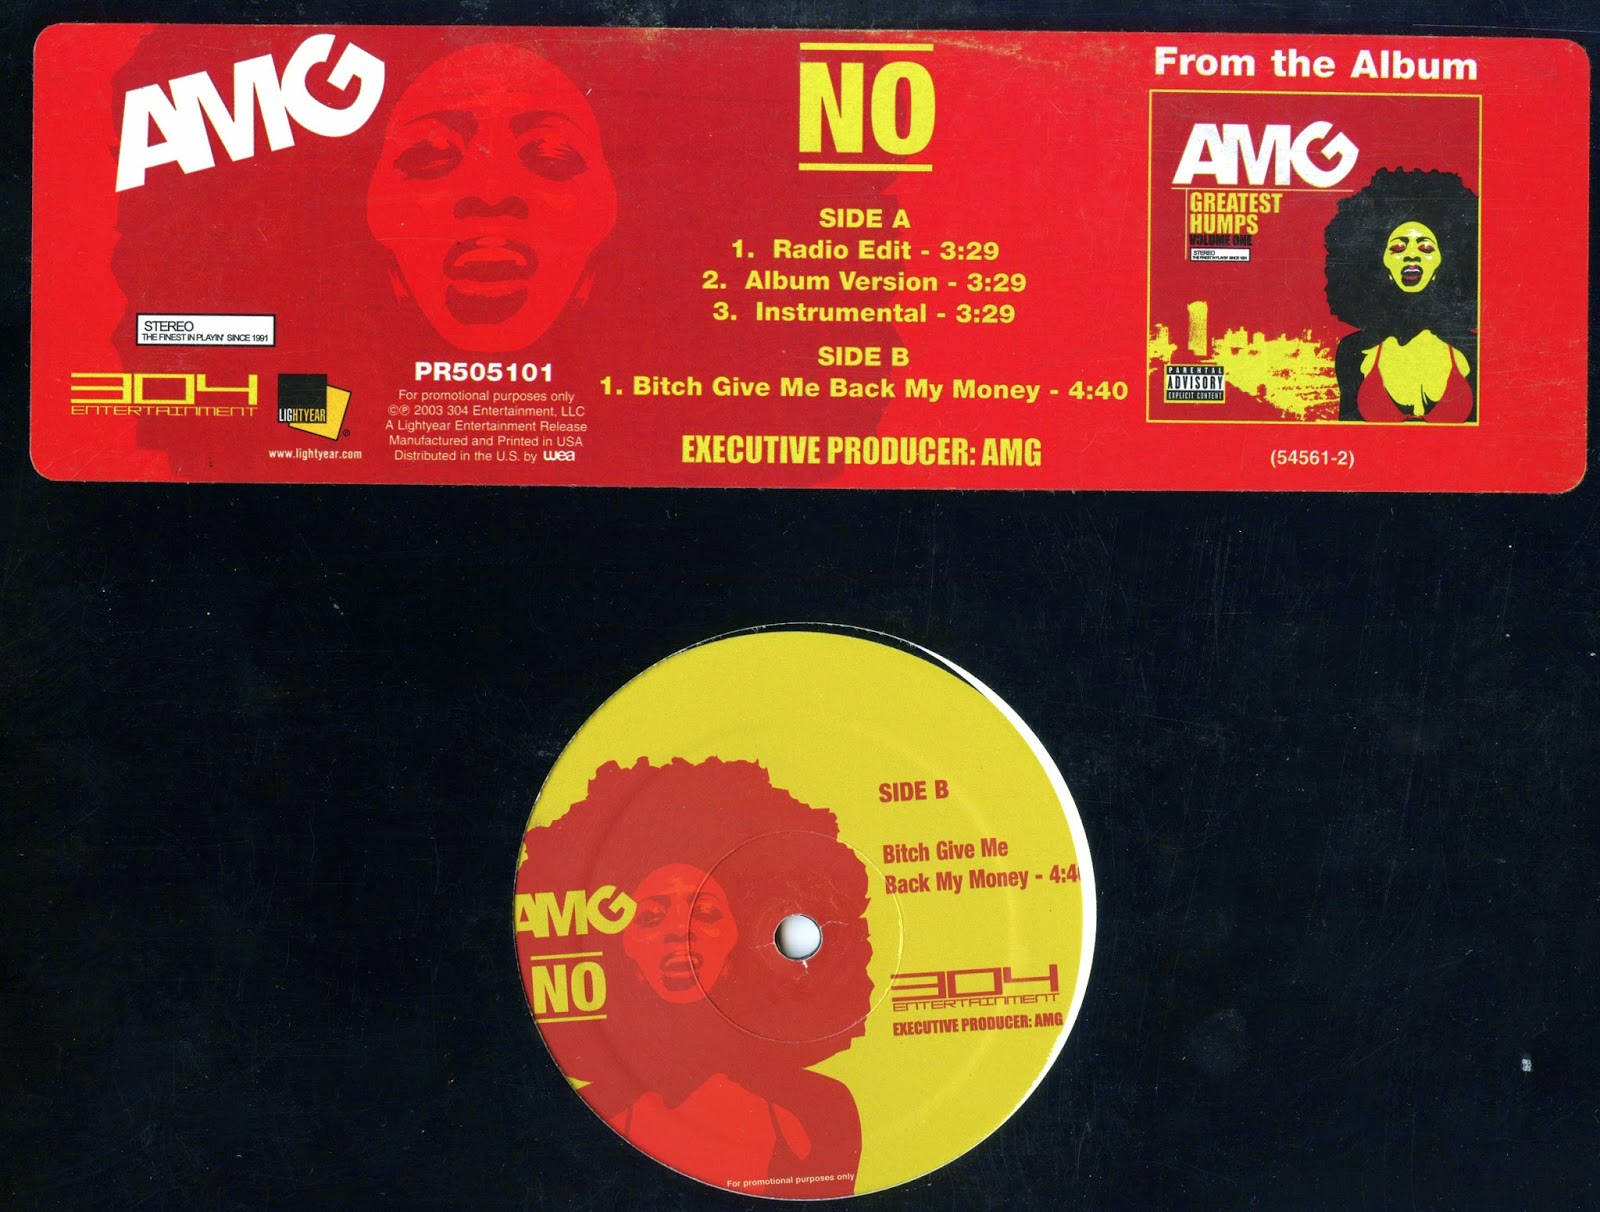 AMG
STEREO
THE FINEST IN PLAYIN' SINCE 1991
304
ENTERTAINMENT
LIGHTYEAR
®
www.lightyear.com
PR505101
For promotional purposes only
©℗ 2003 304 Entertainment, LLC
A Lightyear Entertainment Release
Manufactured and Printed in USA
Distributed in the U.S. by wea
NO
SIDE A
1. Radio Edit - 3:29
2. Album Version - 3:29
3. Instrumental - 3:29
SIDE B
1. Bitch Give Me Back My Money - 4:40
EXECUTIVE PRODUCER: AMG
From the Album
AMG
GREATEST
HUMPS
VOLUME ONE
STEREO
THE FINEST IN PLAYIN' SINCE 1991
PARENTAL
ADVISORY
EXPLICIT CONTENT
(54561-2)
SIDE B
Bitch Give Me
Back My Money - 4:40
AMG
NO
304
ENTERTAINMENT
EXECUTIVE PRODUCER: AMG
For promotional purposes only